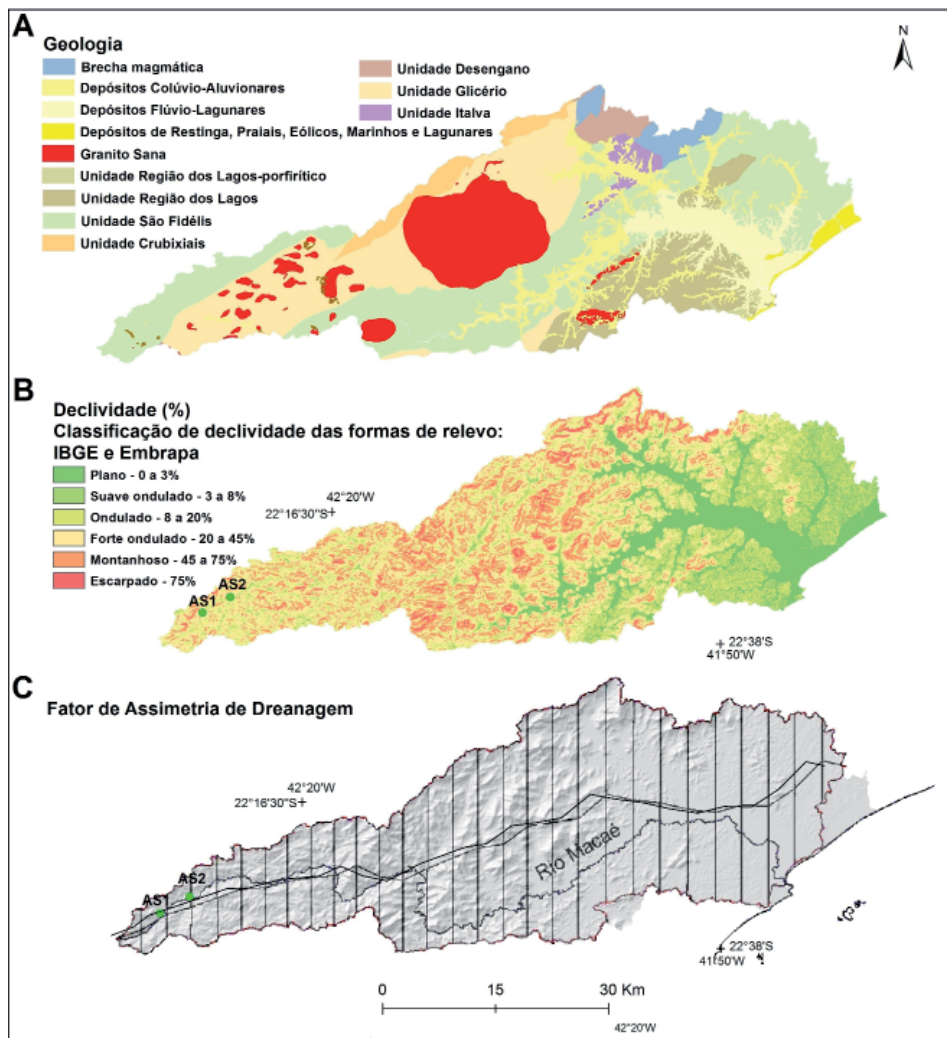 A
Geologia
N
Brecha magmática
Depósitos Colúvio-Aluvionares
Depósitos Flúvio-Lagunares
Depósitos de Restinga, Praiais, Eólicos, Marinhos e Lagunares
Granito Sana
Unidade Região dos Lagos-porfirítico
Unidade Região dos Lagos
Unidade São Fidélis
Unidade Crubixiais
Unidade Desengano
Unidade Glicério
Unidade Italva
B
Declividade (%)
Classificação de declividade das formas de relevo:
IBGE e Embrapa
Plano - 0 a 3%
Suave ondulado - 3 a 8%
Ondulado - 8 a 20%
Forte ondulado - 20 a 45%
Montanhoso - 45 a 75%
Escarpado - 75%
42°20'W
22°16'30"S
AS1
AS2
22°38'S
41°50'W
C
Fator de Assimetria de Dreanagem
42°20'W
22°16'30"S
AS1
AS2
Rio Macaé
22°38'S
41°50'W
0 15 30 Km
42°20'W